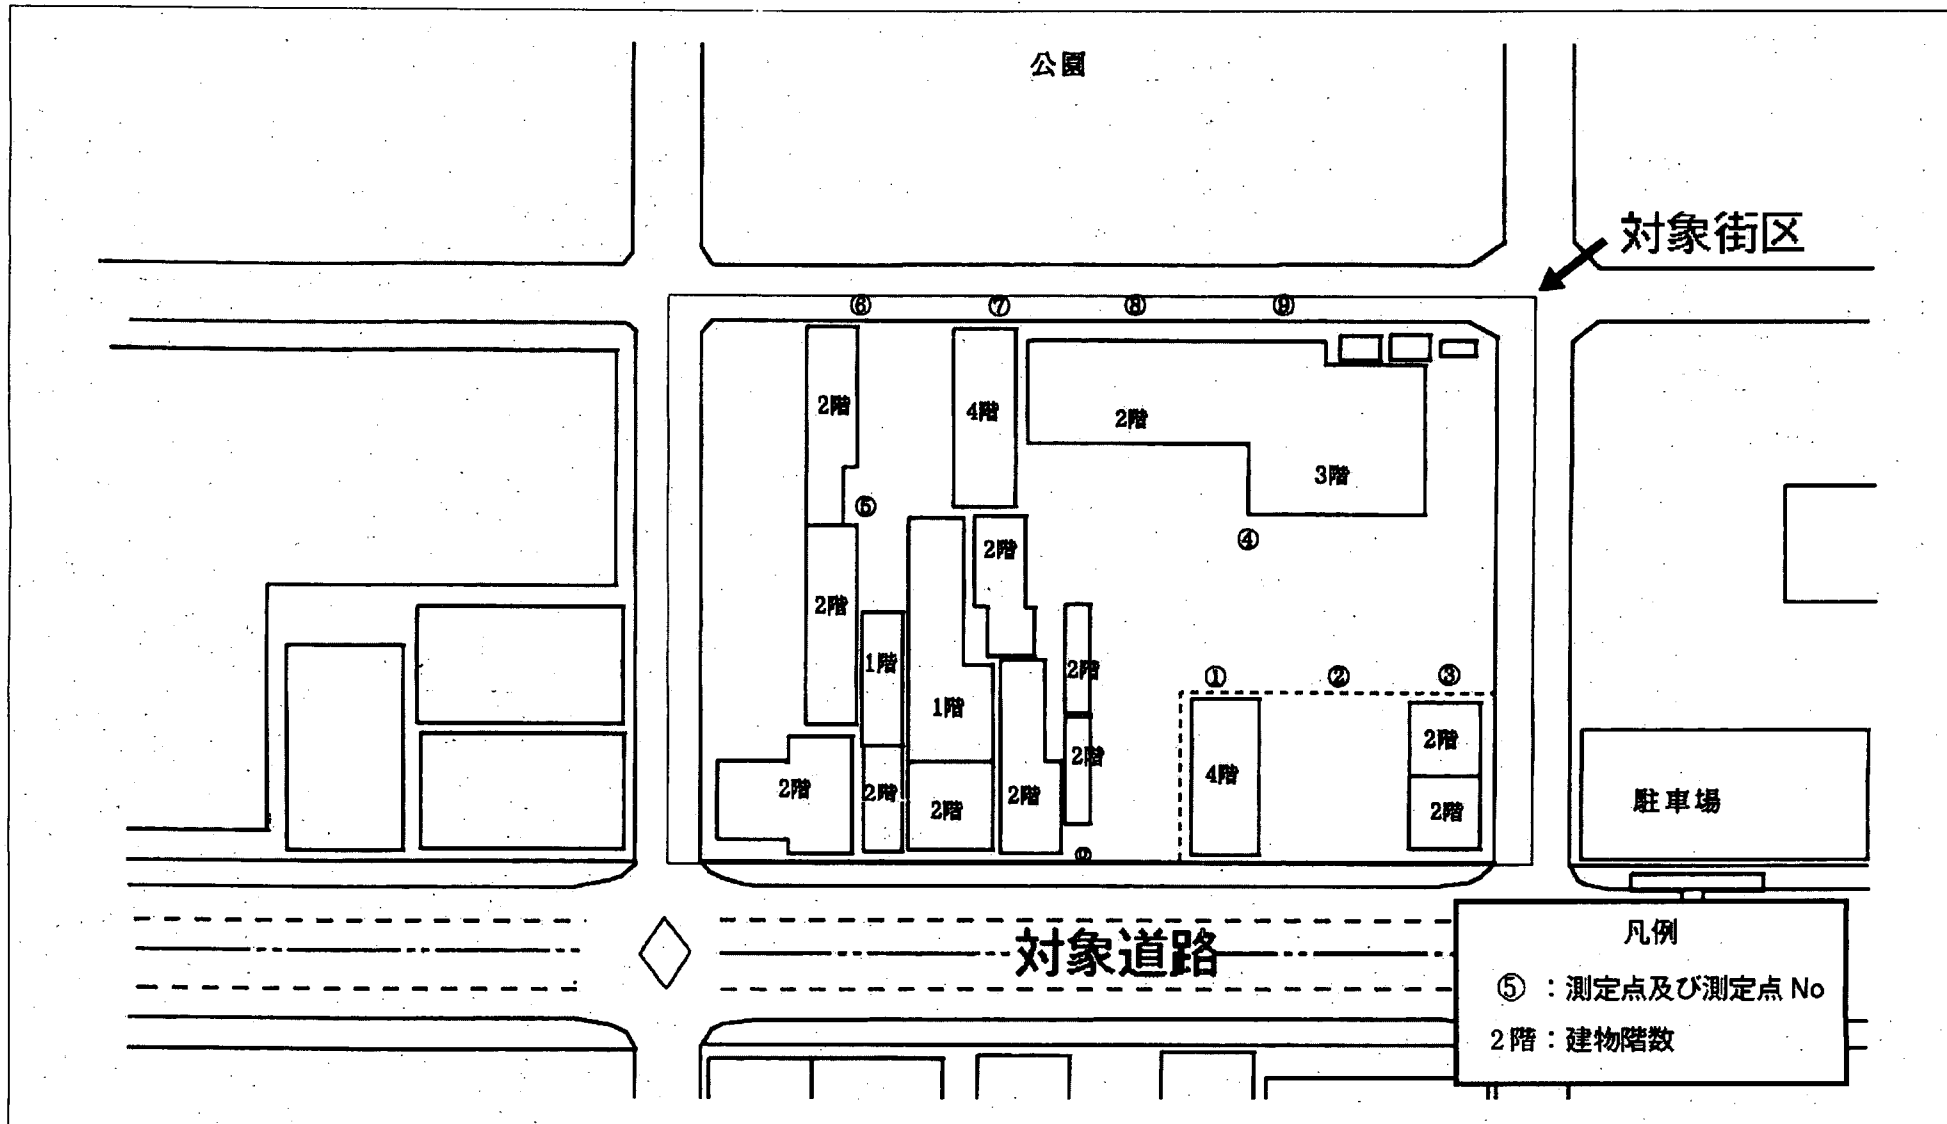 公園
対象街区
⑥ ⑦ ⑧ ⑨
2階 4階 2階
3階
⑤
④
2階
2階
1階
2階
① ② ③
1階
2階
4階
2階
2階
2階
2階
2階
2階
駐車場
対象道路
凡例
⑤ : 測定点及び測定点 No
2階 : 建物階数